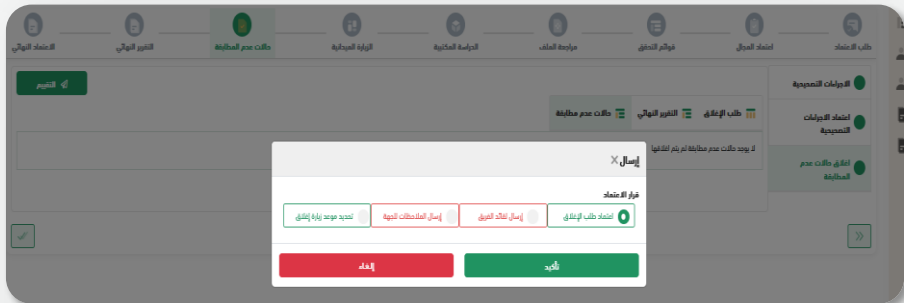 طلب الاعتماد
اعتماد المجال
قوائم التحقق
مراجعة الملف
الدراسة المكتبية
الزيارة الميدانية
حالات عدم المطابقة
التقرير النهائي
الاعتماد النهائي
الاجراءات التصحيحية
اعتماد الاجراءات
التصحيحية
اغلاق حالات عدم
المطابقة
التقييم
طلب الإغلاق
التقرير النهائي
حالات عدم مطابقة
لا يوجد حالات عدم مطابقة لم يتم اغلاقها
إرسال X
قرار الاعتماد
اعتماد طلب الإغلاق
إرسال لقائد الفريق
إرسال الملاحظات للجهة
تحديد موعد زيارة إغلاق
تأكيد
إلغاء